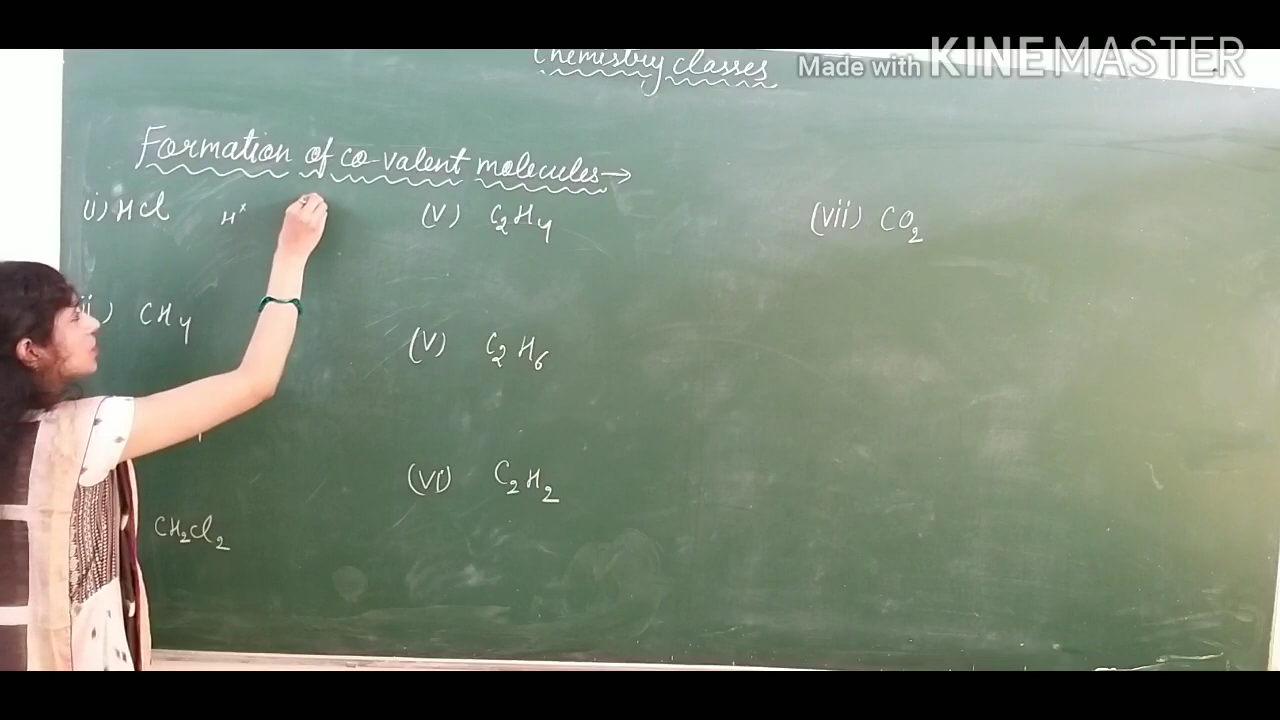 Chemistry classes
Made with KINEMASTER
Formation of co-valent molecules→
(i) HCl H×
(V) C₂H₄
(vii) CO₂
ii) CH₄
(V) C₂H₆
(Vi) C₂H₂
CH₂Cl₂